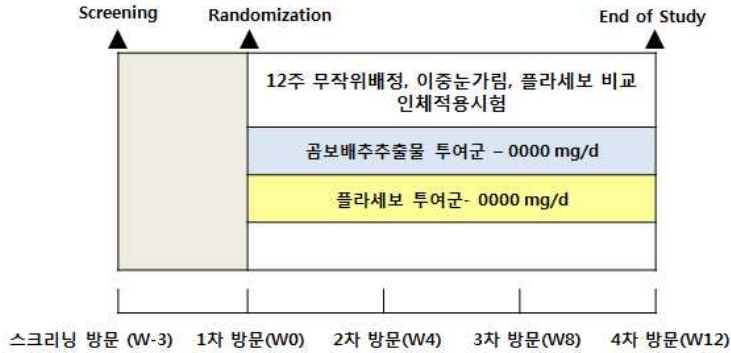 Screening
Randomization
End of Study
12주 무작위배정, 이중눈가림, 플라세보 비교
인체적용시험
곰보배추추출물 투여군 – 0000 mg/d
플라세보 투여군- 0000 mg/d
스크리닝 방문 (W-3) 1차 방문(W0) 2차 방문(W4) 3차 방문(W8) 4차 방문(W12)